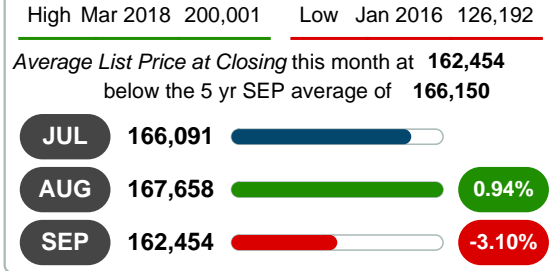 High Mar 2018 200,001 Low Jan 2016 126,192
Average List Price at Closing this month at 162,454
below the 5 yr SEP average of 166,150
JUL 166,091
AUG 167,658 0.94%
SEP 162,454 -3.10%